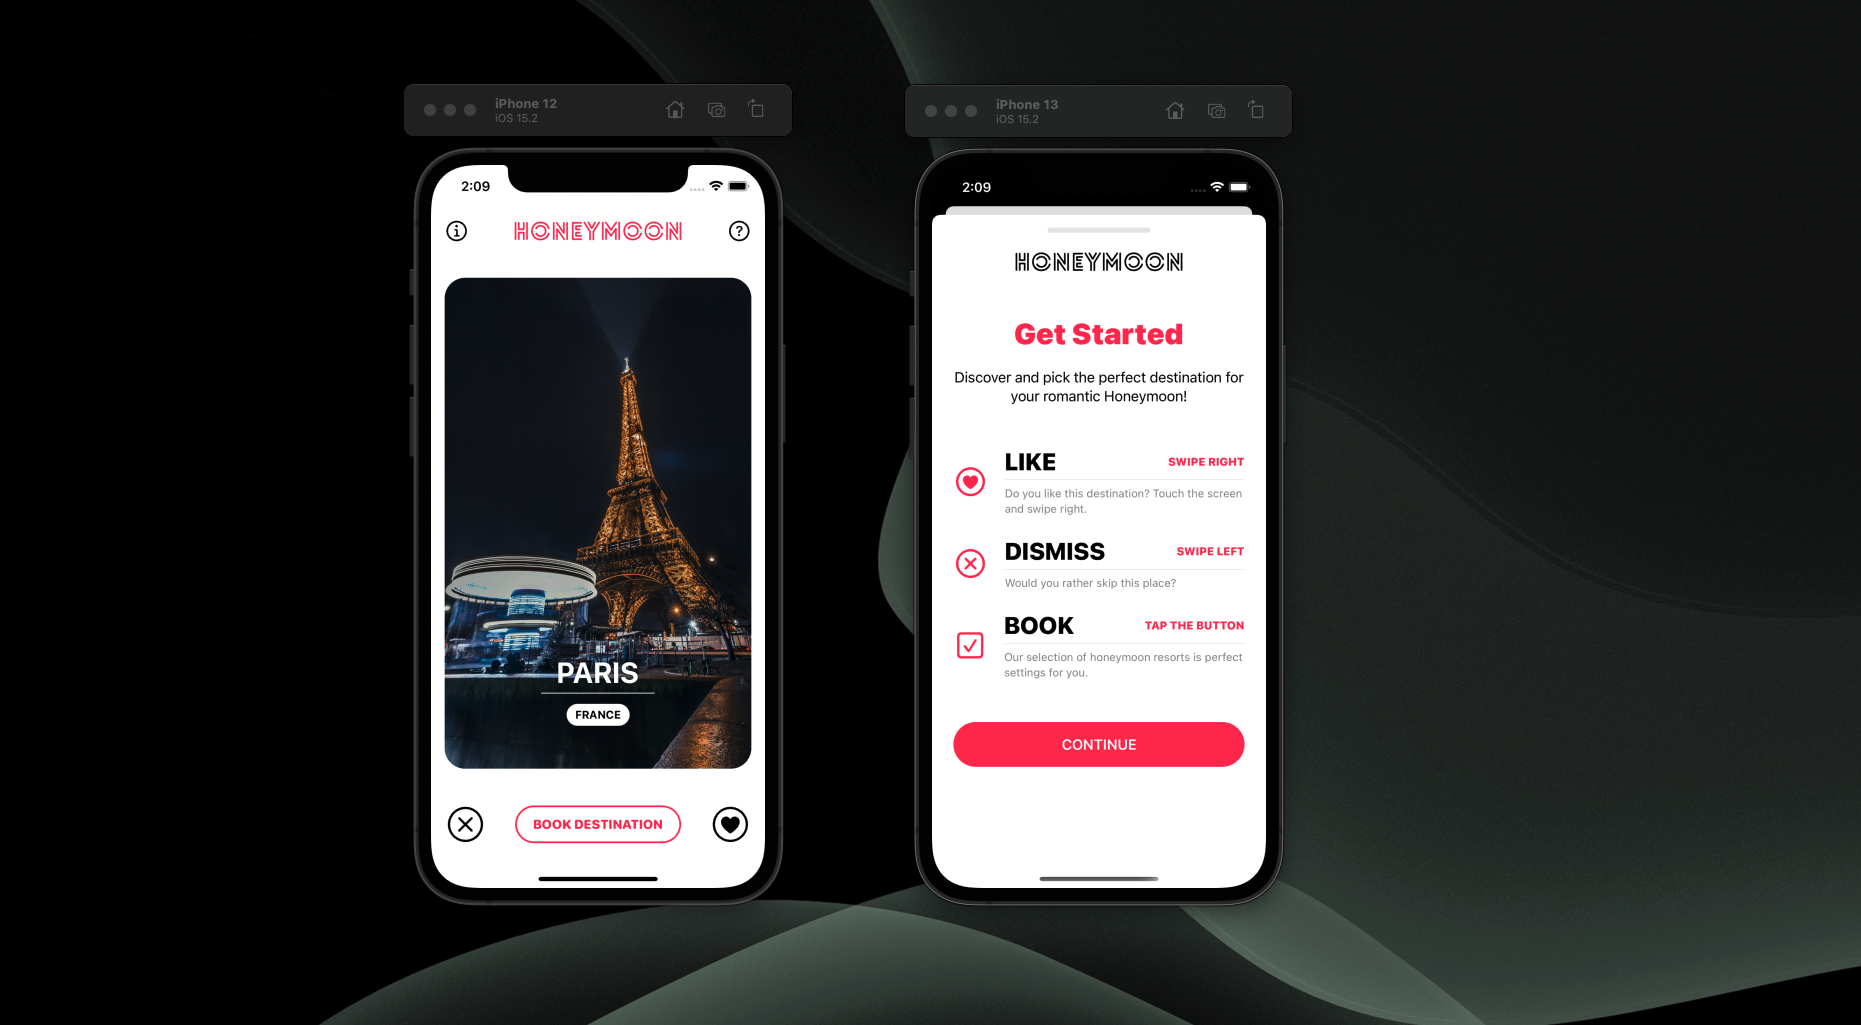 iPhone 12
iOS 15.2
2:09
HONEYMOON
PARIS
FRANCE
BOOK DESTINATION
iPhone 13
iOS 15.2
2:09
HONEYMOON
Get Started
Discover and pick the perfect destination for
your romantic Honeymoon!
LIKE SWIPE RIGHT
Do you like this destination? Touch the screen
and swipe right.
DISMISS SWIPE LEFT
Would you rather skip this place?
BOOK TAP THE BUTTON
Our selection of honeymoon resorts is perfect
settings for you.
CONTINUE